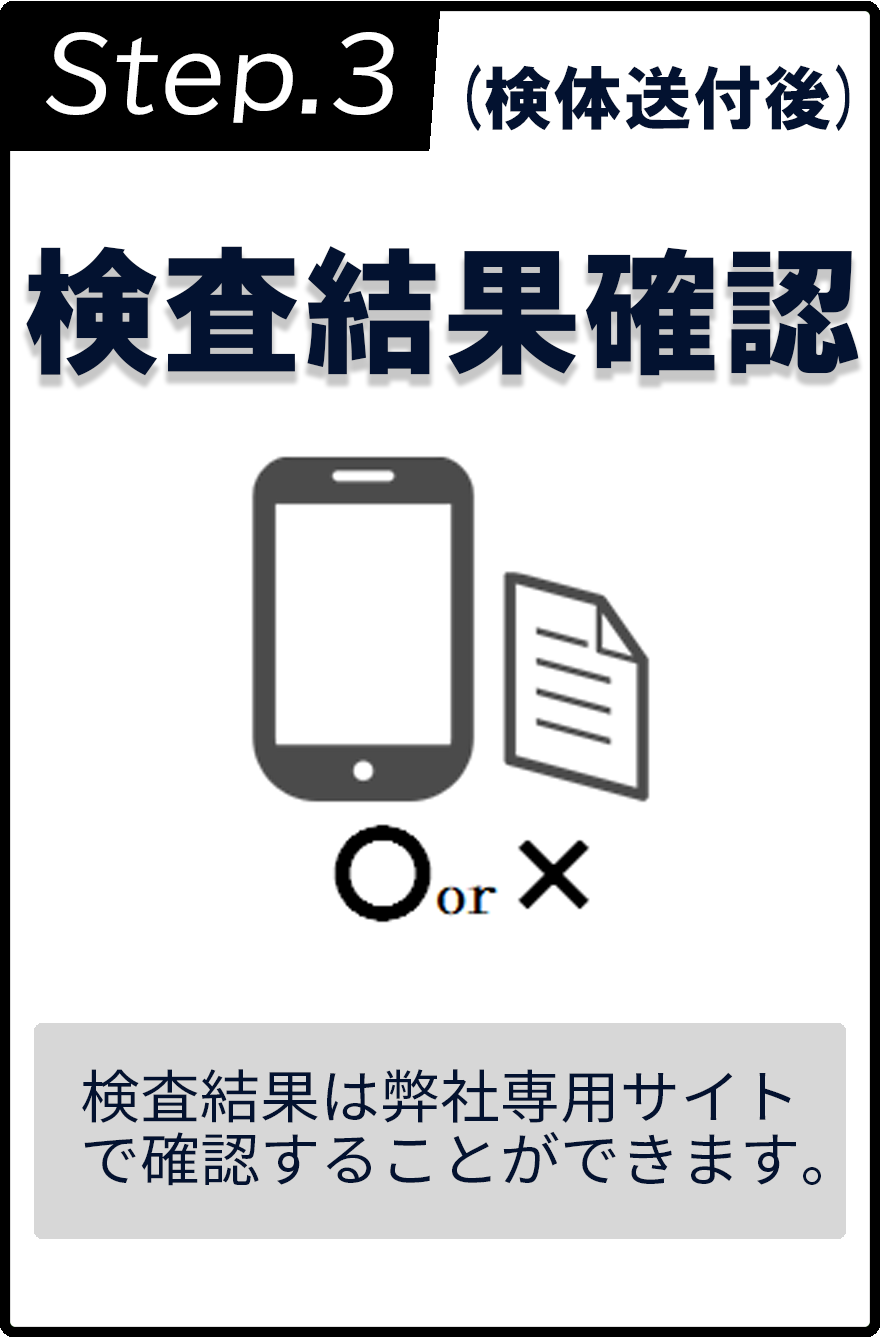 Step.3
(検体送付後)
検査結果確認
○or ×
検査結果は弊社専用サイト
で確認することができます。